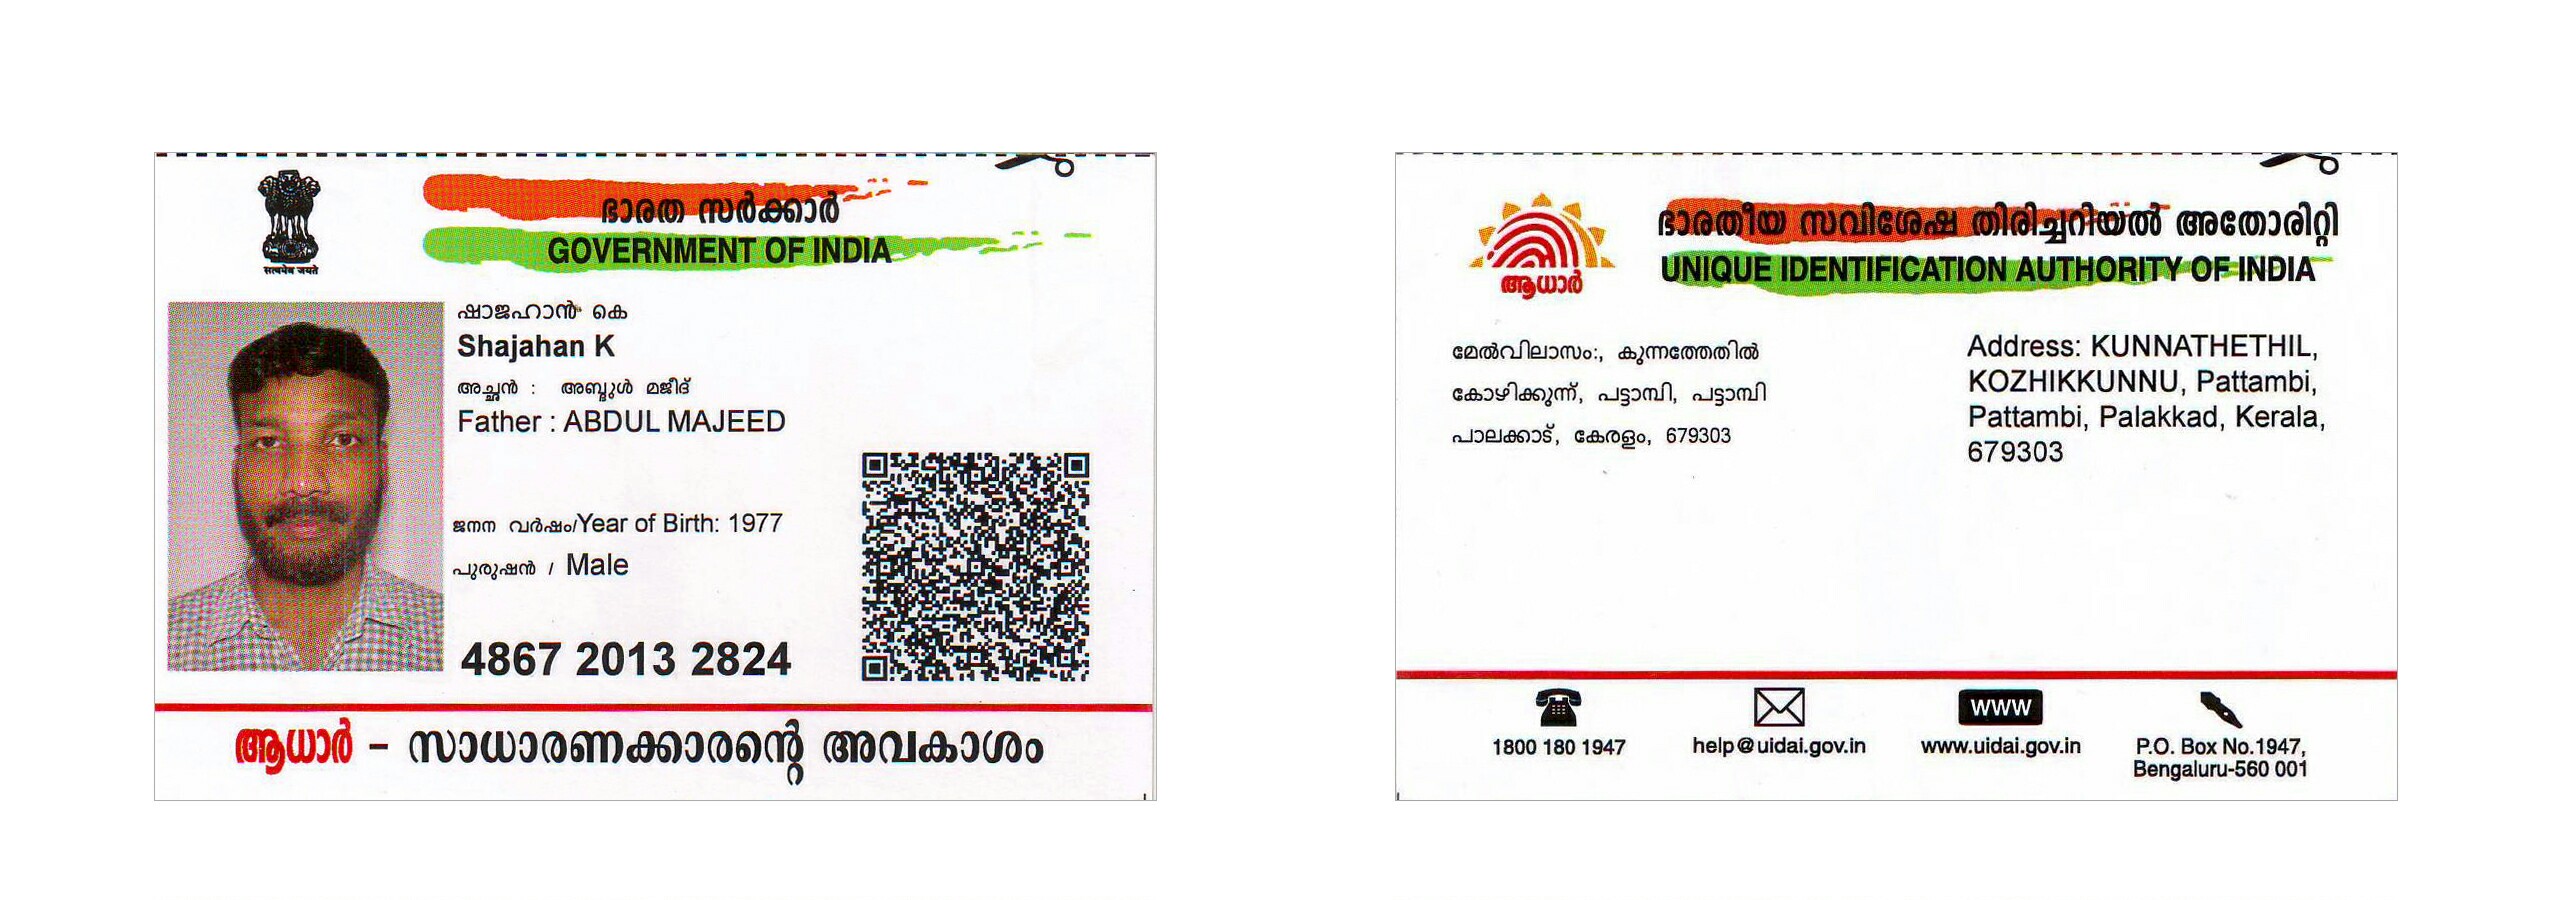 ഭാരത സർക്കാർ
GOVERNMENT OF INDIA
सत्यमेव जयते
ഷാജഹാൻ കെ
Shajahan K
അച്ഛൻ : അബ്ദുൾ മജീദ്
Father : ABDUL MAJEED
ജനന വർഷം/Year of Birth: 1977
പുരുഷൻ / Male
4867 2013 2824
ആധാർ - സാധാരണക്കാരന്റെ അവകാശം
ഭാരതീയ സവിശേഷ തിരിച്ചറിയൽ അതോരിറ്റി
UNIQUE IDENTIFICATION AUTHORITY OF INDIA
ആധാർ
മേൽവിലാസം:, കുന്നത്തേതിൽ
കോഴിക്കുന്ന്, പട്ടാമ്പി, പട്ടാമ്പി
പാലക്കാട്, കേരളം, 679303
Address: KUNNATHETHIL,
KOZHIKKUNNU, Pattambi,
Pattambi, Palakkad, Kerala,
679303
WWW
1800 180 1947
help@uidai.gov.in
www.uidai.gov.in
P.O. Box No.1947,
Bengaluru-560 001